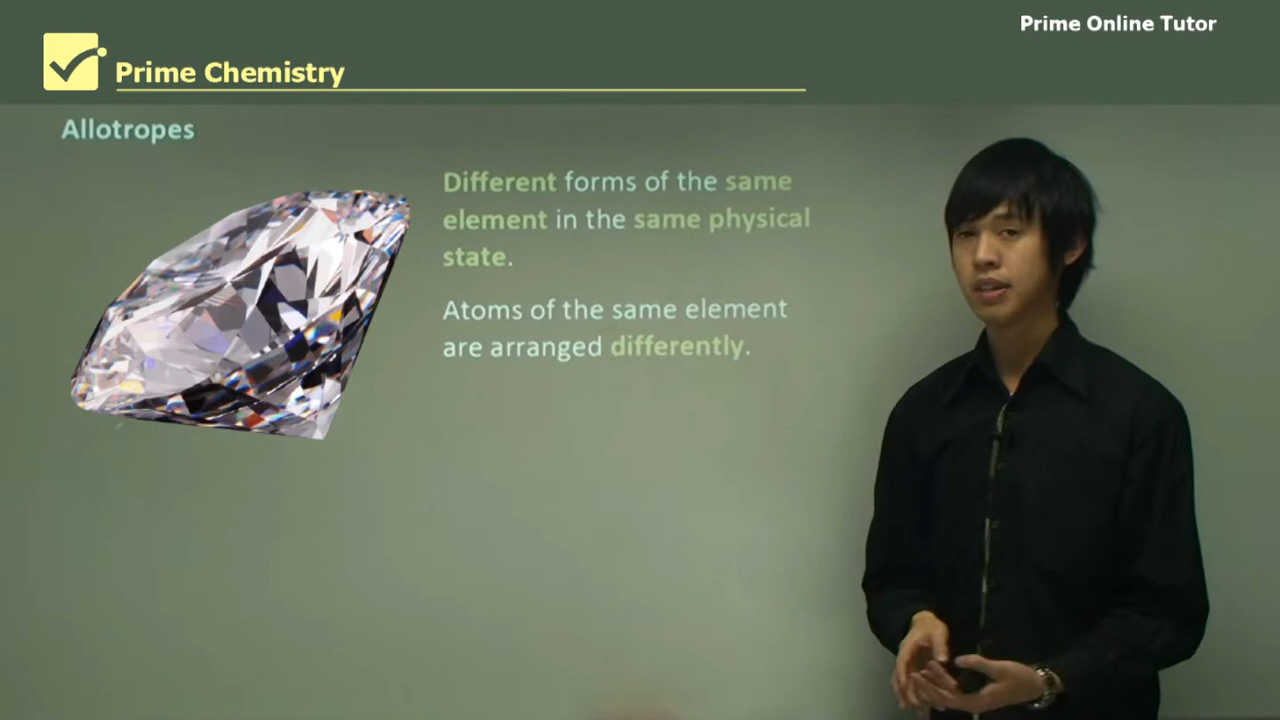 Prime Online Tutor
Prime Chemistry
Allotropes
Different forms of the same
element in the same physical
state.
Atoms of the same element
are arranged differently.